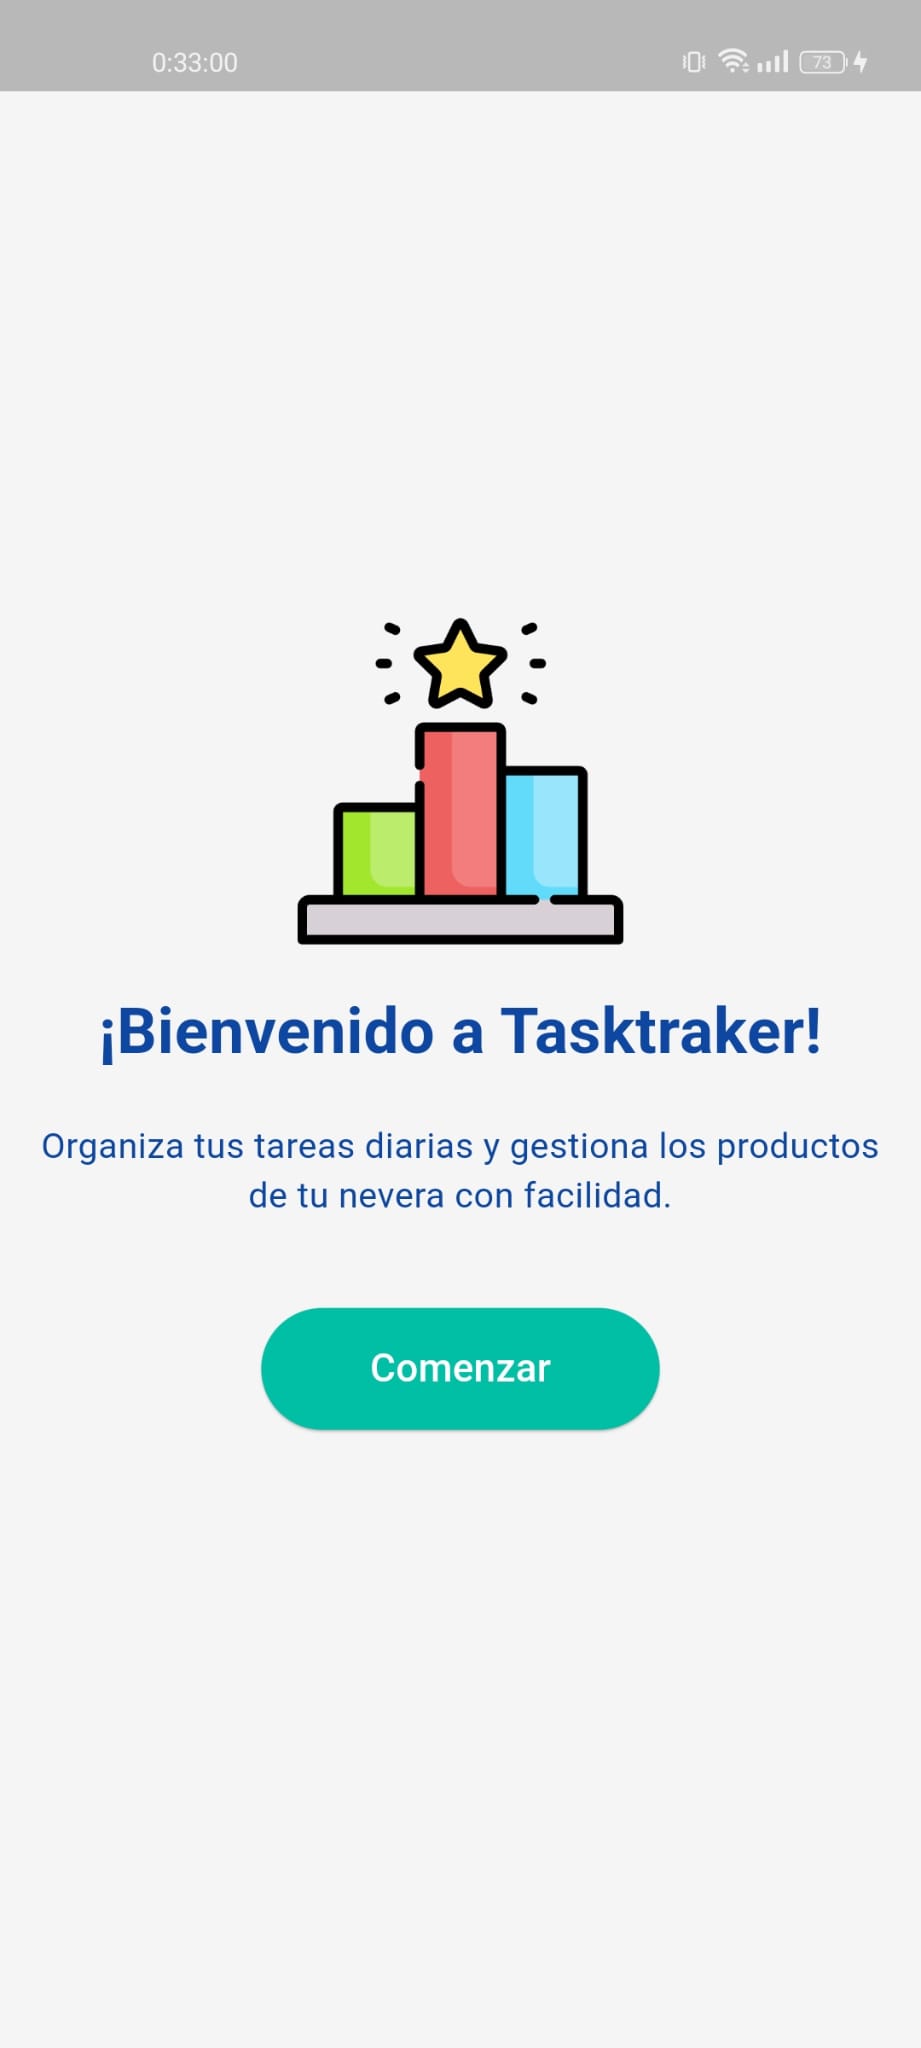 0:33:00
73
¡Bienvenido a Tasktraker!
Organiza tus tareas diarias y gestiona los productos
de tu nevera con facilidad.
Comenzar